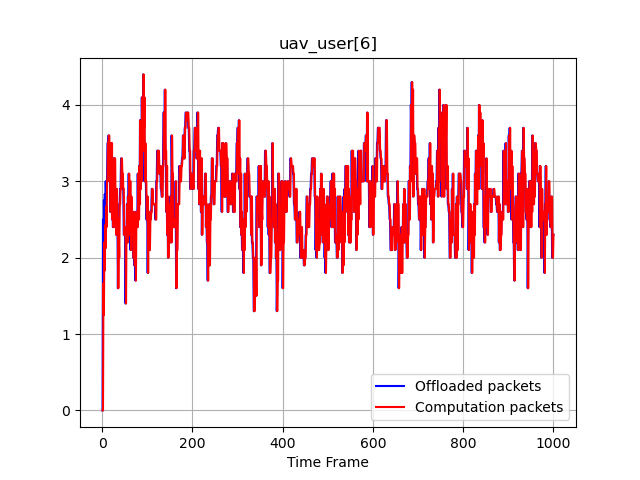 uav_user[6]
4
3
2
1
0
Offloaded packets
Computation packets
0 200 400 600 800 1000
Time Frame